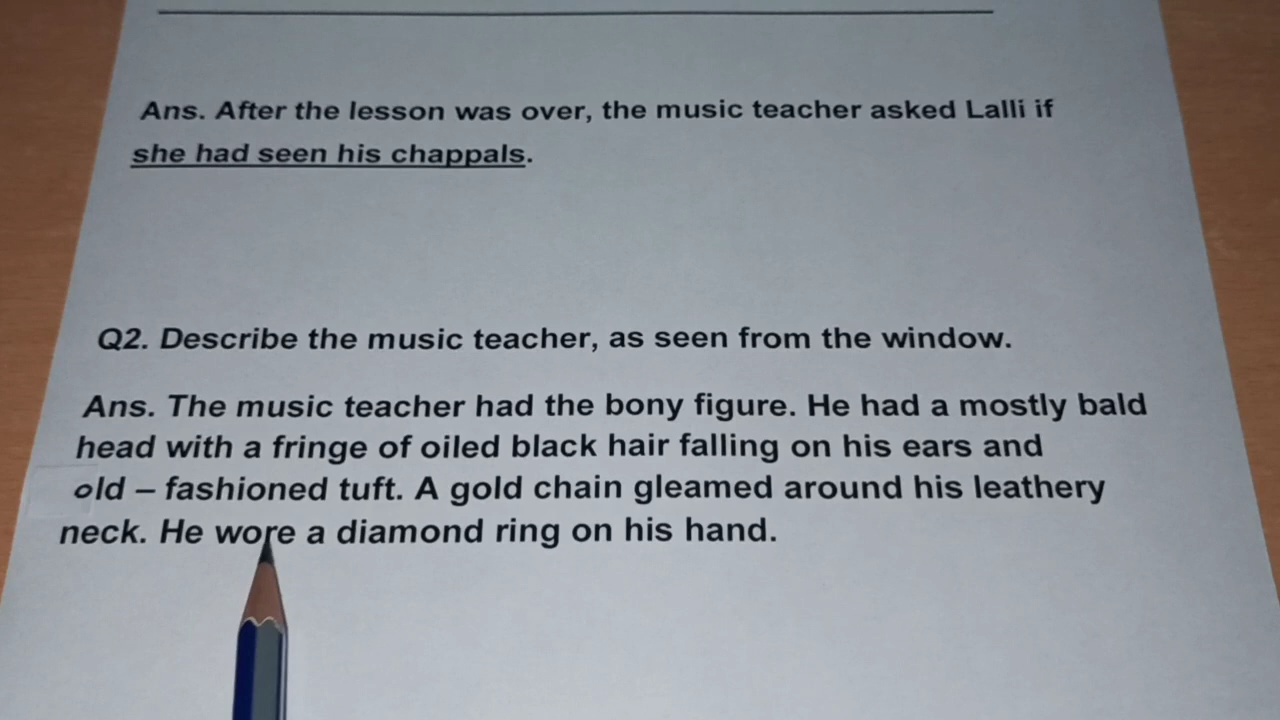 Ans. After the lesson was over, the music teacher asked Lalli if
she had seen his chappals.
Q2. Describe the music teacher, as seen from the window.
Ans. The music teacher had the bony figure. He had a mostly bald
head with a fringe of oiled black hair falling on his ears and
old – fashioned tuft. A gold chain gleamed around his leathery
neck. He wore a diamond ring on his hand.